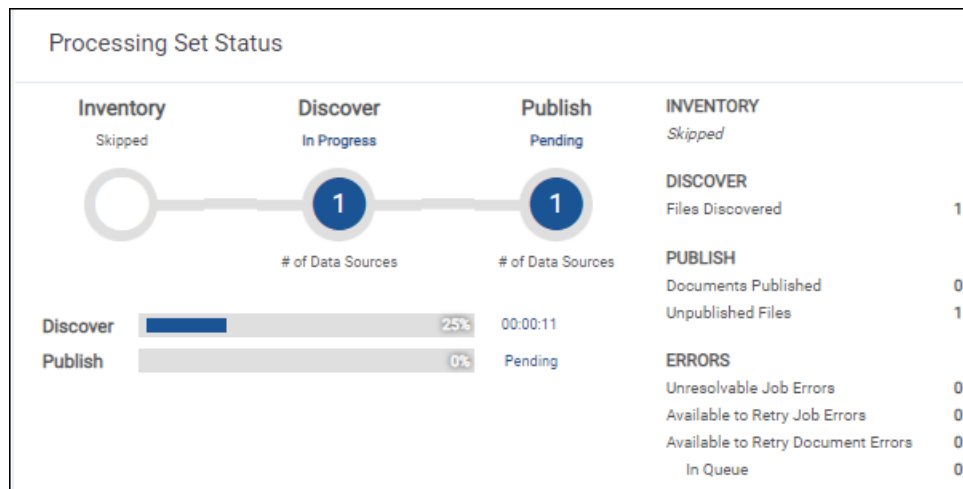 Processing Set Status
Inventory
Skipped
Discover
In Progress
1
# of Data Sources
Publish
Pending
1
# of Data Sources
Discover 25% 00:00:11
Publish 0% Pending
INVENTORY
Skipped
DISCOVER
Files Discovered 1
PUBLISH
Documents Published 0
Unpublished Files 1
ERRORS
Unresolvable Job Errors 0
Available to Retry Job Errors 0
Available to Retry Document Errors 0
In Queue 0